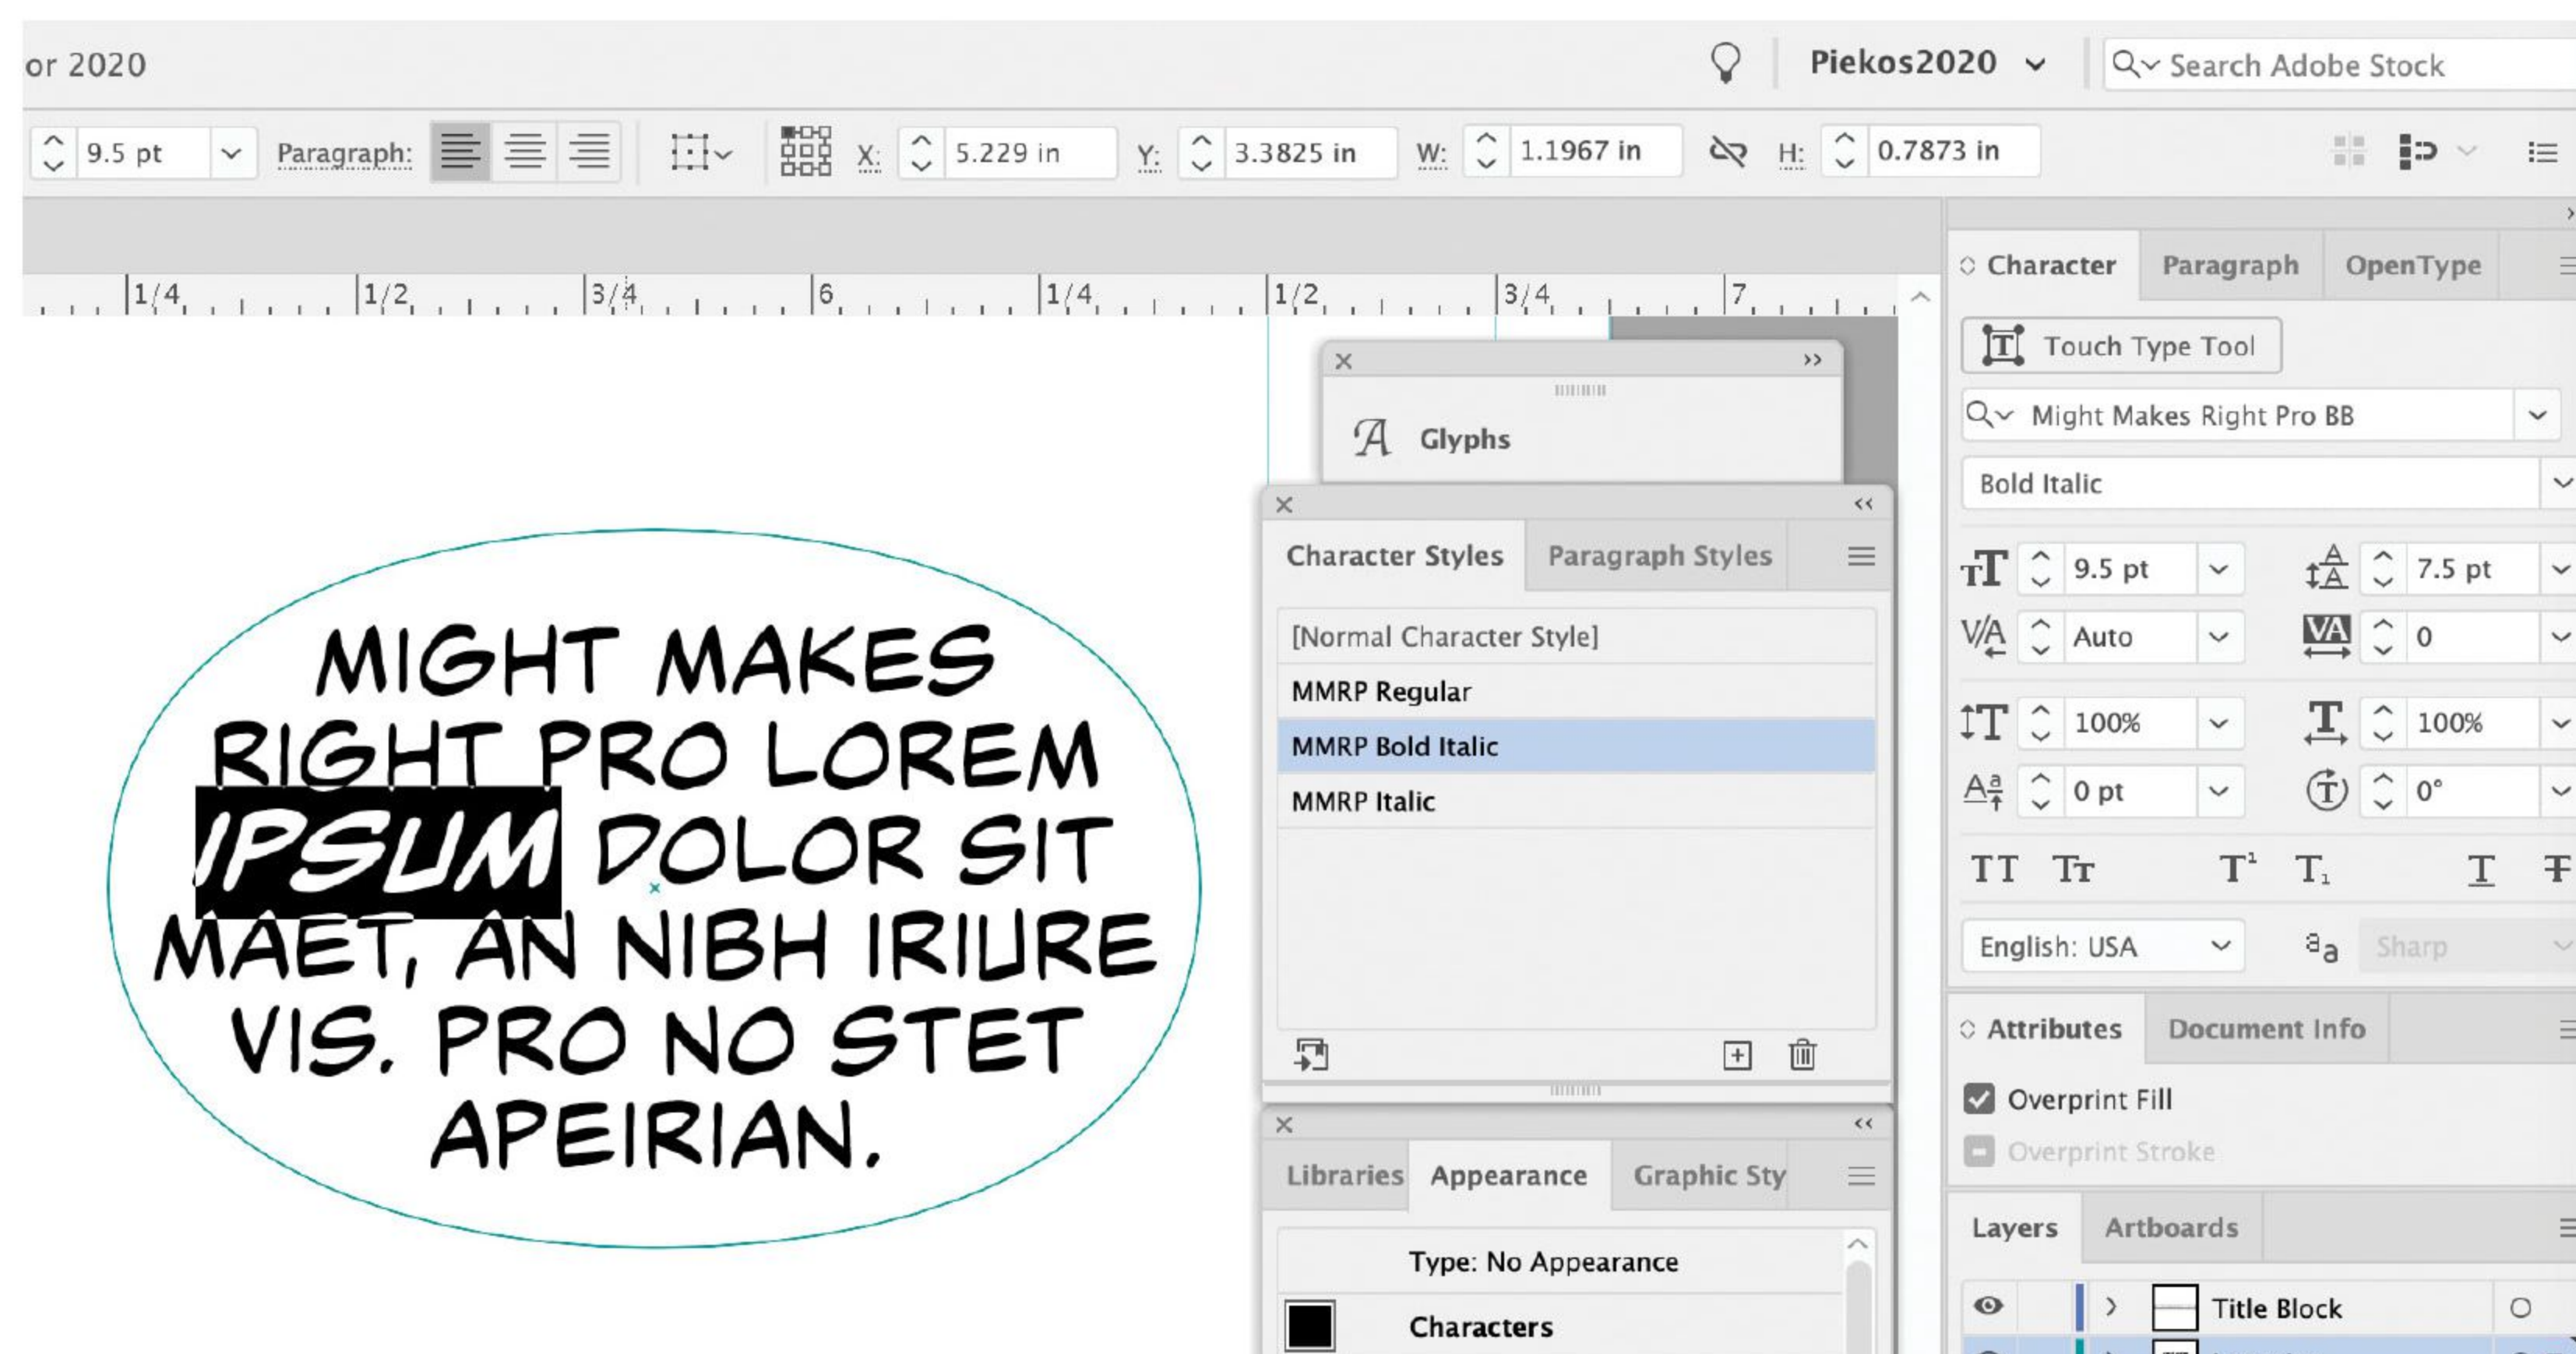 or 2020
Piekos2020
Search Adobe Stock
9.5 pt
Paragraph:
X: 5.229 in
Y: 3.3825 in
W: 1.1967 in
H: 0.7873 in
1/4 1/2 3/4 6 1/4 1/2 3/4 7
MIGHT MAKES
RIGHT PRO LOREM
IPSUM DOLOR SIT
MAET, AN NIBH IRIURE
VIS. PRO NO STET
APEIRIAN.
Glyphs
Character Styles Paragraph Styles
[Normal Character Style]
MMRP Regular
MMRP Bold Italic
MMRP Italic
Libraries Appearance Graphic Sty
Type: No Appearance
Characters
Character Paragraph OpenType
Touch Type Tool
Might Makes Right Pro BB
Bold Italic
9.5 pt 7.5 pt
Auto 0
100% 100%
0 pt 0°
English: USA Sharp
Attributes Document Info
Overprint Fill
Overprint Stroke
Layers Artboards
Title Block